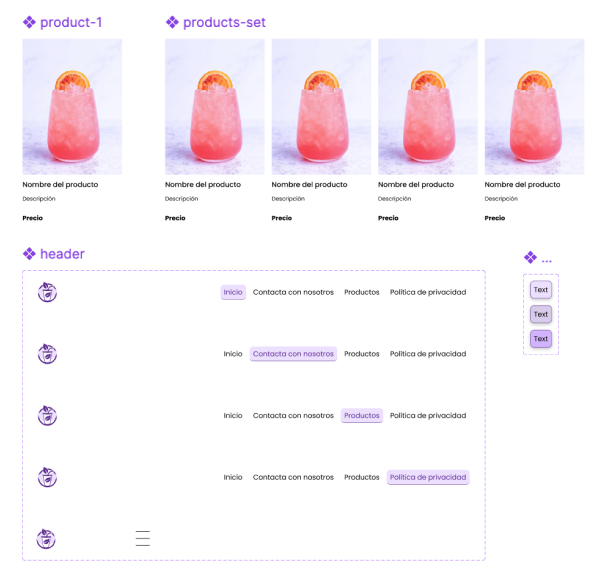 product-1
products-set
Nombre del producto
Descripción
Precio
Nombre del producto
Descripción
Precio
Nombre del producto
Descripción
Precio
Nombre del producto
Descripción
Precio
Nombre del producto
Descripción
Precio
header
...
Inicio Contacta con nosotros Productos Política de privacidad
Inicio Contacta con nosotros Productos Política de privacidad
Inicio Contacta con nosotros Productos Política de privacidad
Inicio Contacta con nosotros Productos Política de privacidad
Text
Text
Text